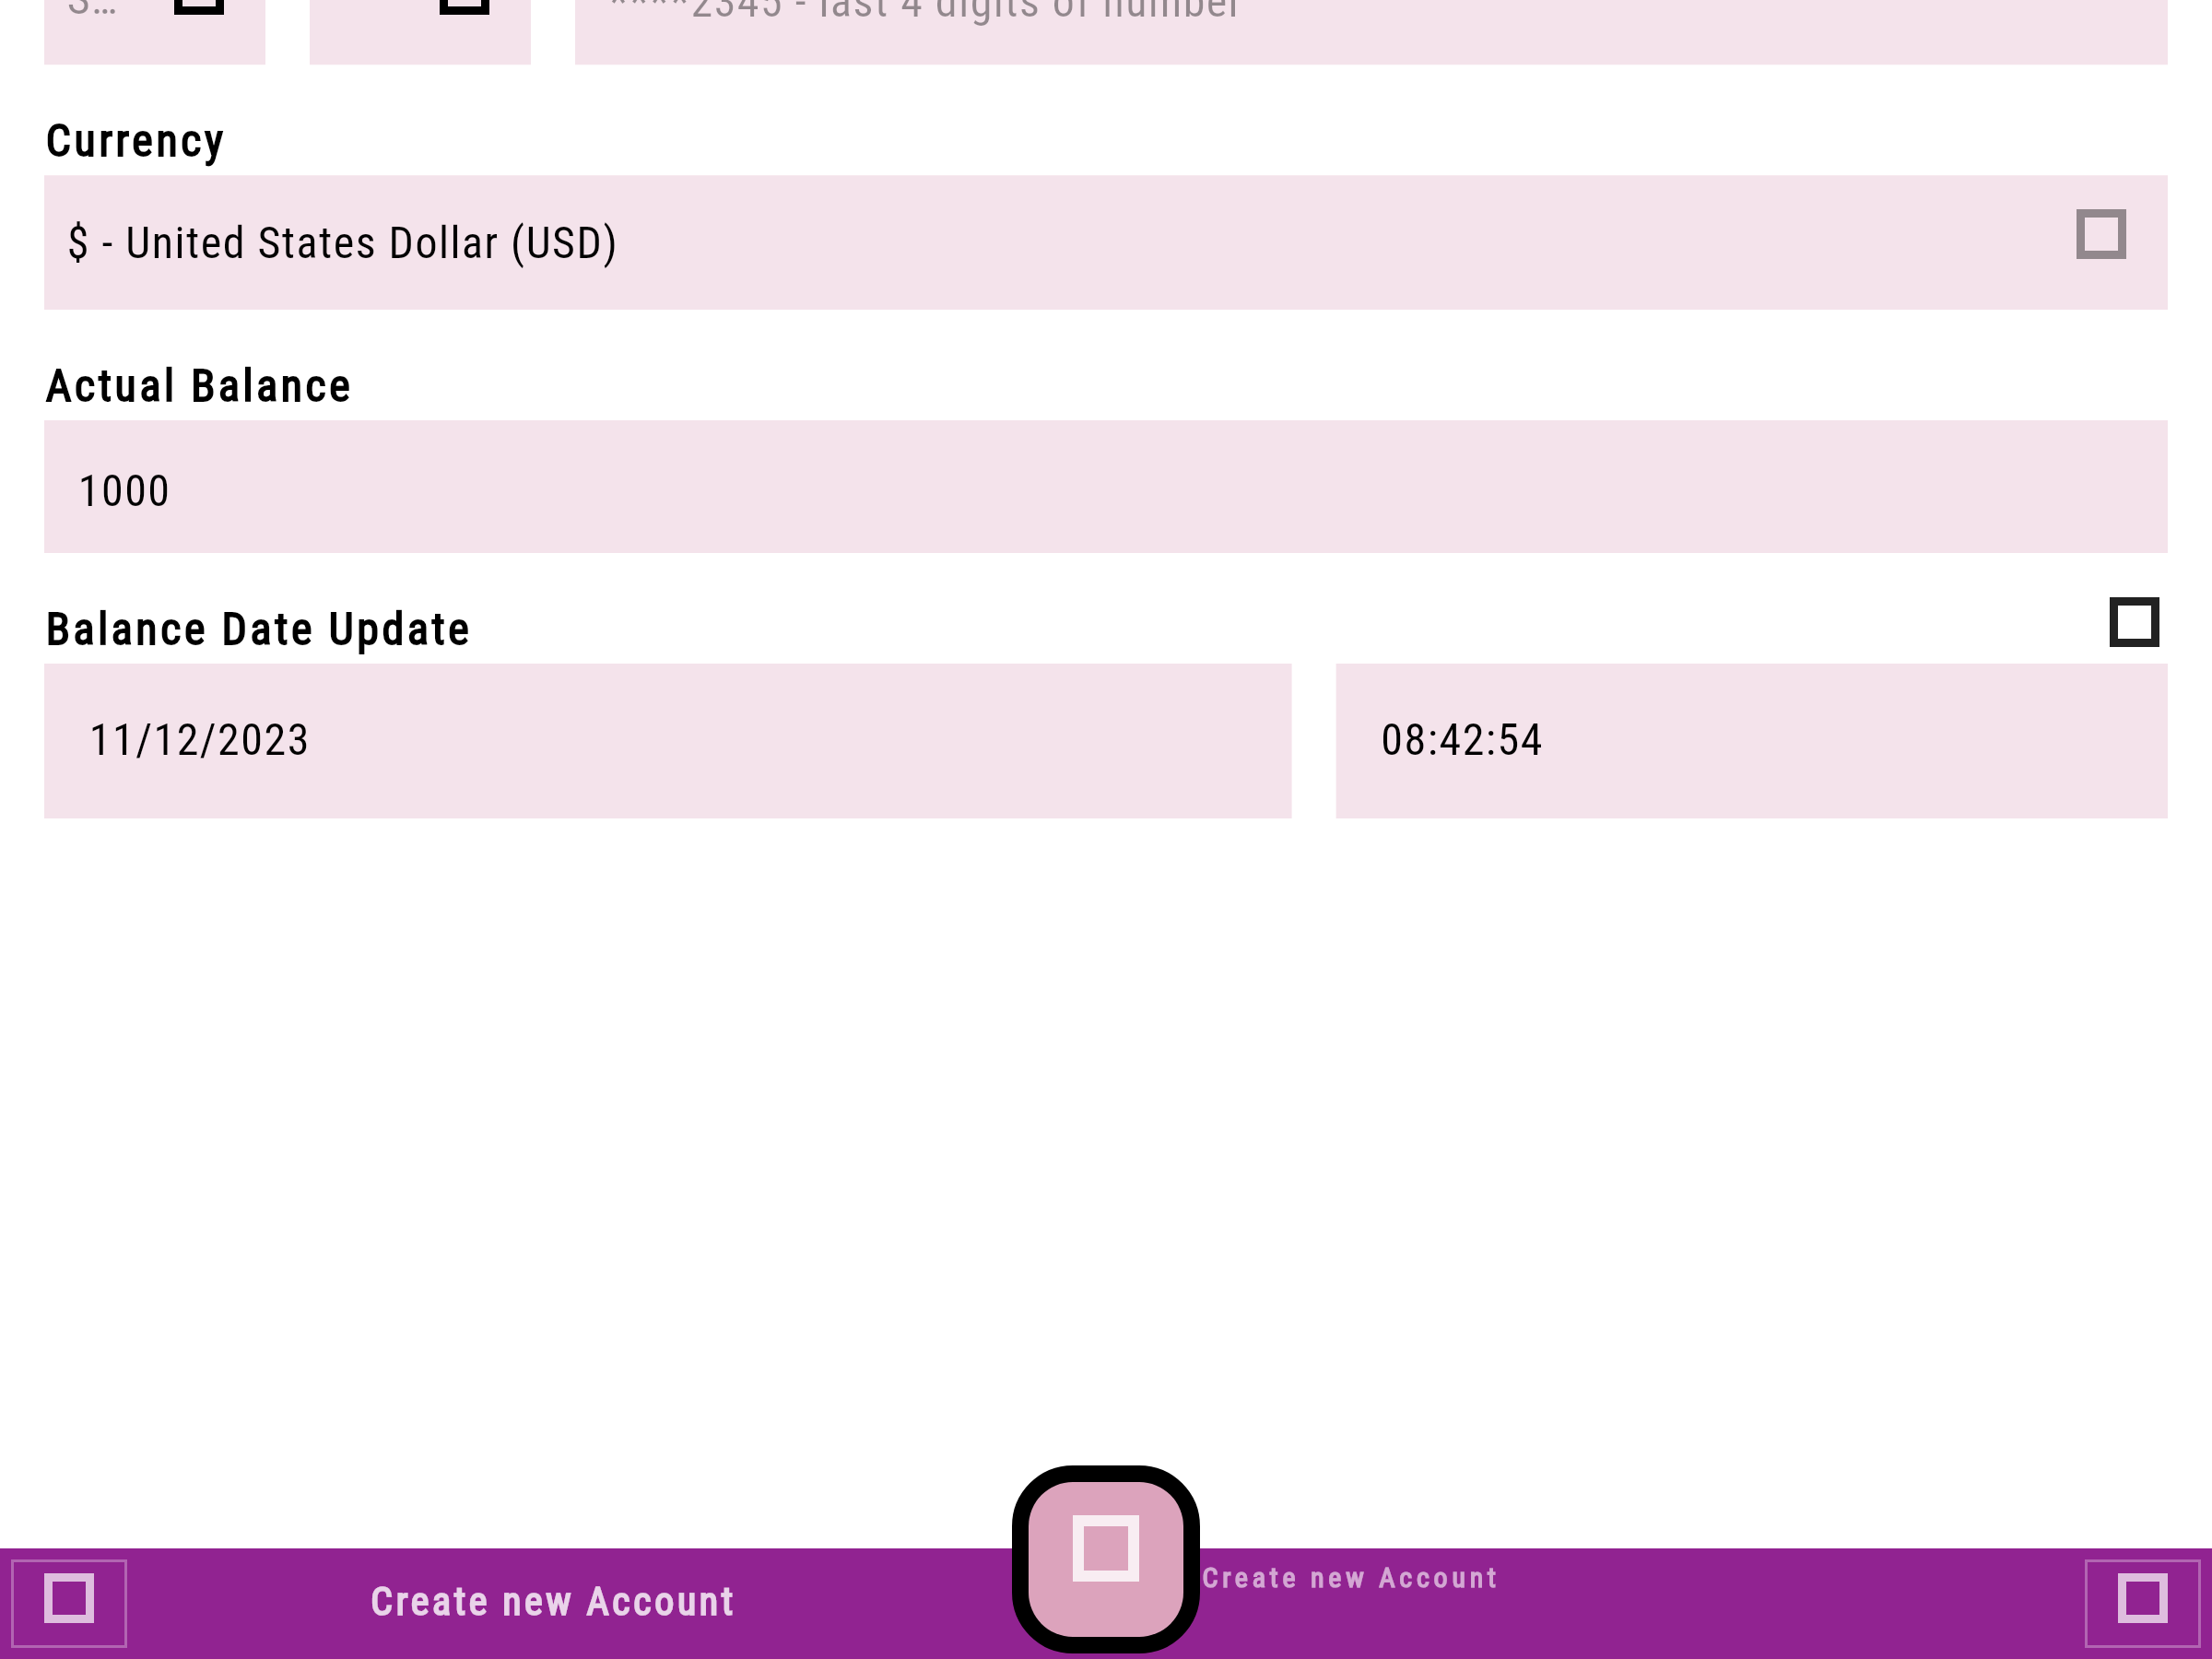 S…
****2345 - last 4 digits of number
Currency
$ - United States Dollar (USD)
Actual Balance
1000
Balance Date Update
11/12/2023
08:42:54
Create new Account
Create new Account